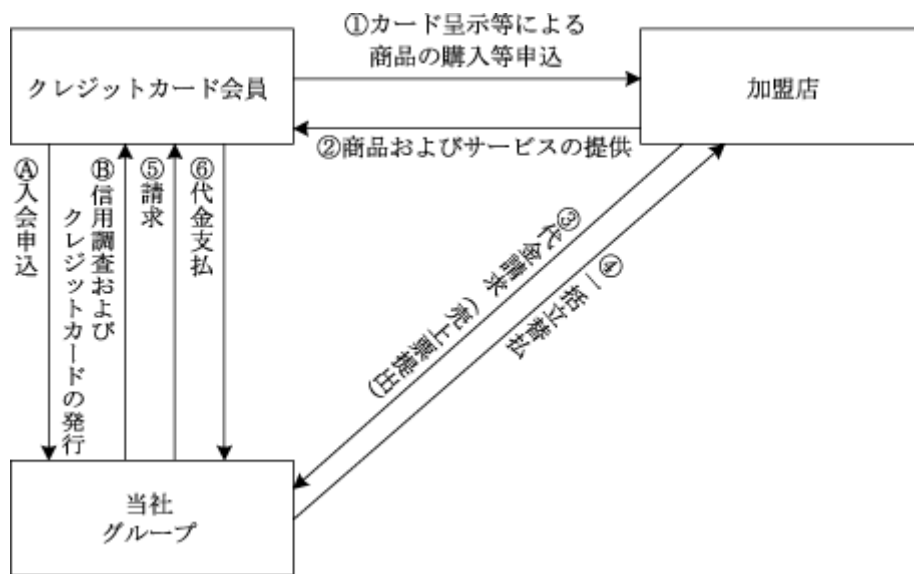 ①カード呈示等による
商品の購入等申込
クレジットカード会員
加盟店
②商品およびサービスの提供
Ⓐ入会申込
Ⓑ信用調査および
クレジットカードの発行
⑤請求
⑥代金支払
③代金請求
(売上票提出)
④一括立替払
当社
グループ